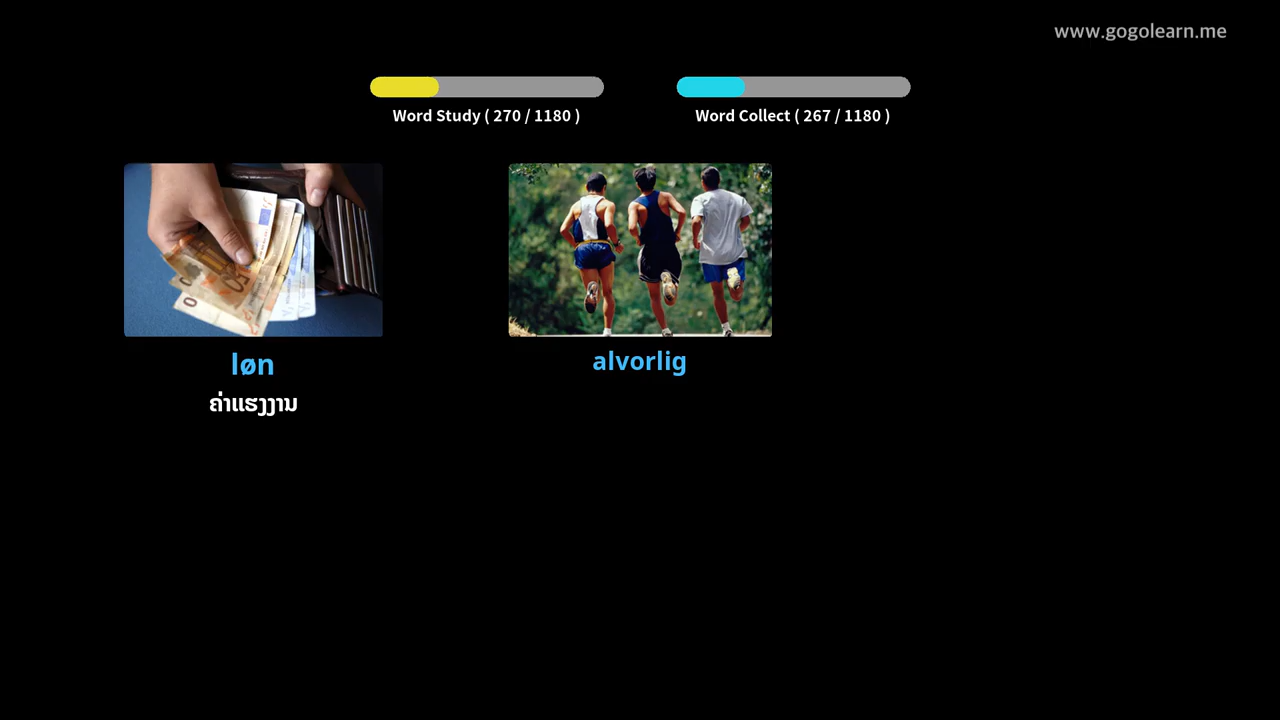 www.gogolearn.me
Word Study ( 270 / 1180 )
Word Collect ( 267 / 1180 )
løn
ຄ່າແຮງງານ
alvorlig